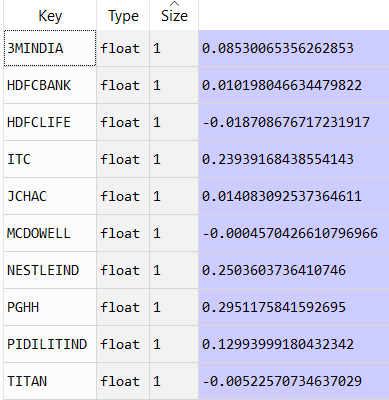 Key Type Size
3MINDIA float 1 0.08530065356262853
HDFCBANK float 1 0.010198046634479822
HDFCLIFE float 1 -0.018708676717231917
ITC float 1 0.23939168438554143
JCHAC float 1 0.014083092537364611
MCDOWELL float 1 -0.0004570426610796966
NESTLEIND float 1 0.2503603736410746
PGHH float 1 0.2951175841592695
PIDILITIND float 1 0.12993999180432342
TITAN float 1 -0.00522570734637029